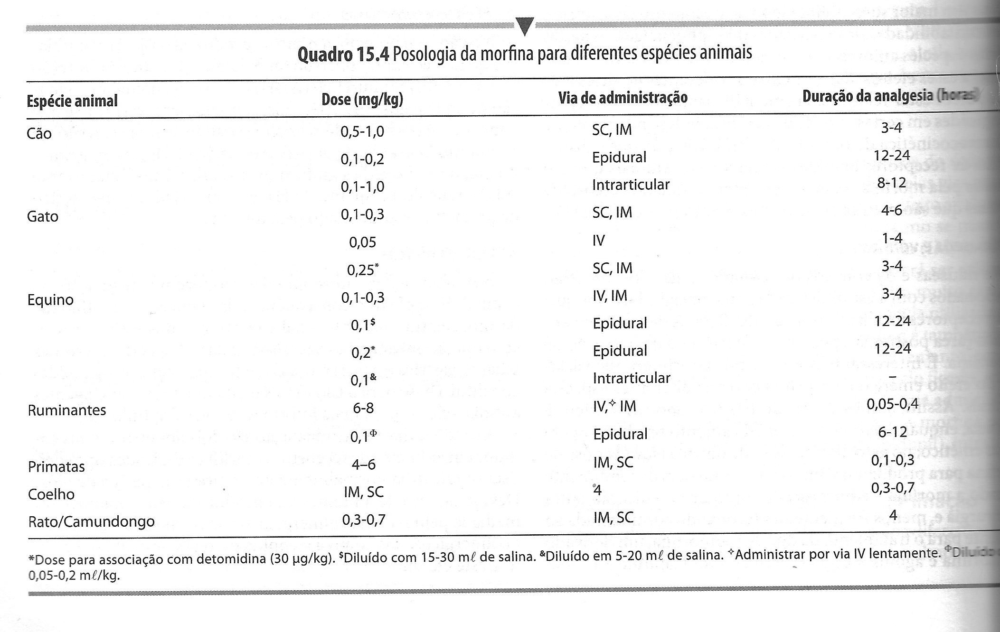 Quadro 15.4 Posologia da morfina para diferentes espécies animais
Espécie animal Dose (mg/kg) Via de administração Duração da analgesia (horas)
Cão 0,5-1,0 SC, IM 3-4
0,1-0,2 Epidural 12-24
0,1-1,0 Intrarticular 8-12
Gato 0,1-0,3 SC, IM 4-6
0,05 IV 1-4
0,25* SC, IM 3-4
Equino 0,1-0,3 IV, IM 3-4
0,1$ Epidural 12-24
0,2* Epidural 12-24
0,1& Intrarticular –
Ruminantes 6-8 IV,✧ IM 0,05-0,4
0,1Φ Epidural 6-12
Primatas 4–6 IM, SC 0,1-0,3
Coelho IM, SC 4 0,3-0,7
Rato/Camundongo 0,3-0,7 IM, SC 4
*Dose para associação com detomidina (30 µg/kg). $Diluído com 15-30 mℓ de salina. &Diluído em 5-20 mℓ de salina. ✧Administrar por via IV lentamente. ΦDiluído
0,05-0,2 mℓ/kg.